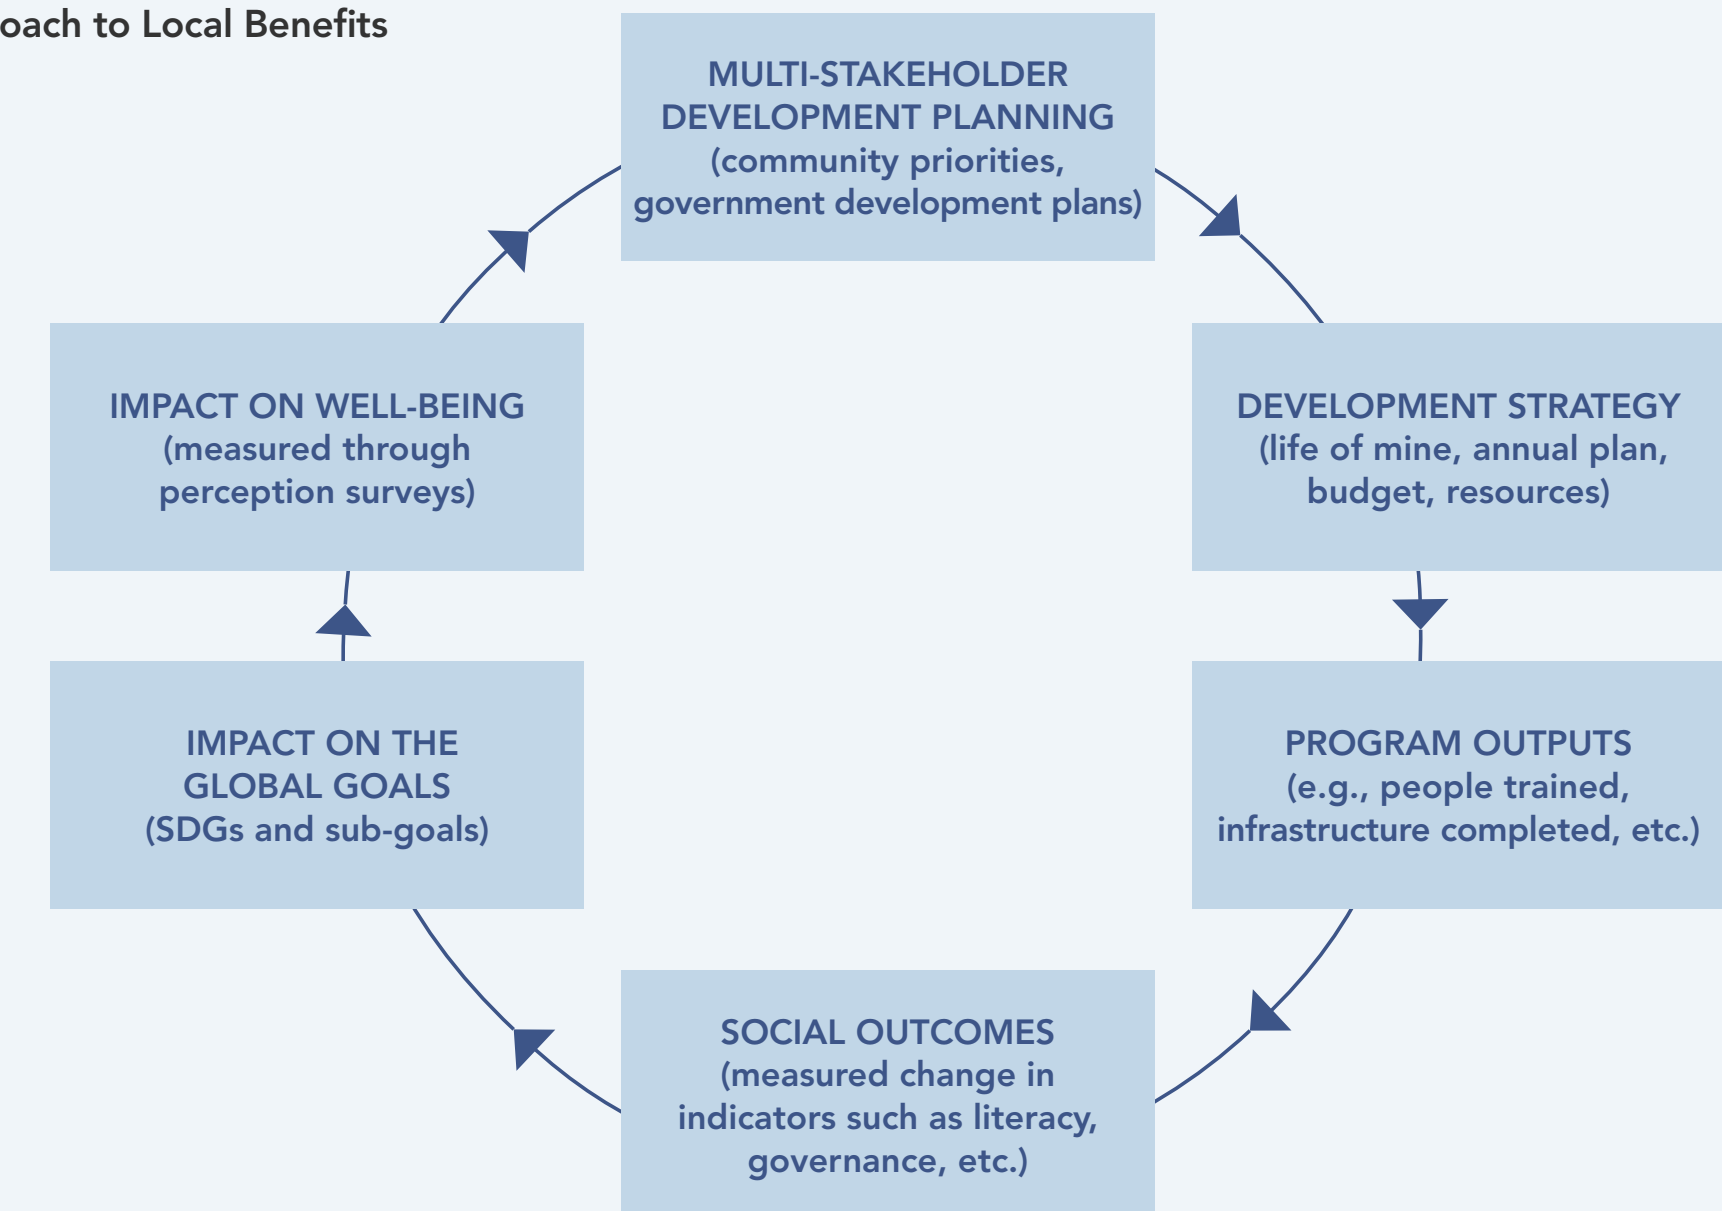 oach to Local Benefits
MULTI-STAKEHOLDER
DEVELOPMENT PLANNING
(community priorities,
government development plans)
DEVELOPMENT STRATEGY
(life of mine, annual plan,
budget, resources)
PROGRAM OUTPUTS
(e.g., people trained,
infrastructure completed, etc.)
SOCIAL OUTCOMES
(measured change in
indicators such as literacy,
governance, etc.)
IMPACT ON THE
GLOBAL GOALS
(SDGs and sub-goals)
IMPACT ON WELL-BEING
(measured through
perception surveys)